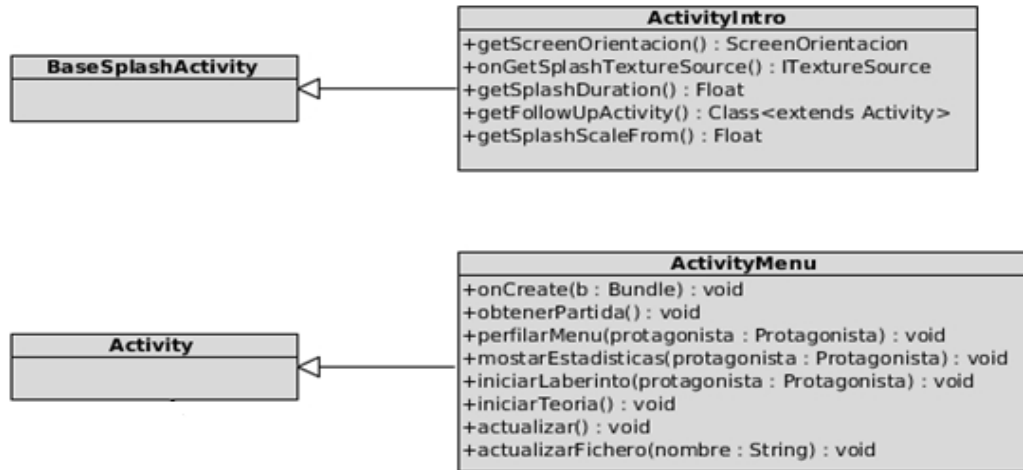 BaseSplashActivity
ActivityIntro
+getScreenOrientacion() : ScreenOrientacion
+onGetSplashTextureSource() : ITextureSource
+getSplashDuration() : Float
+getFollowUpActivity() : Class<extends Activity>
+getSplashScaleFrom() : Float
Activity
ActivityMenu
+onCreate(b : Bundle) : void
+obtenerPartida() : void
+perfilarMenu(protagonista : Protagonista) : void
+mostarEstadisticas(protagonista : Protagonista) : void
+iniciarLaberinto(protagonista : Protagonista) : void
+iniciarTeoria() : void
+actualizar() : void
+actualizarFichero(nombre : String) : void